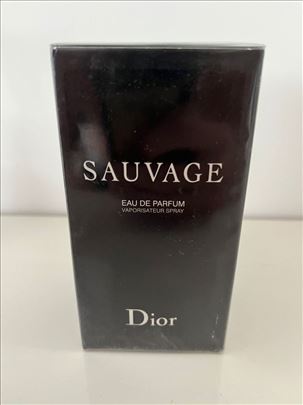 SAUVAGE
EAU DE PARFUM
VAPORISATEUR SPRAY
Dior